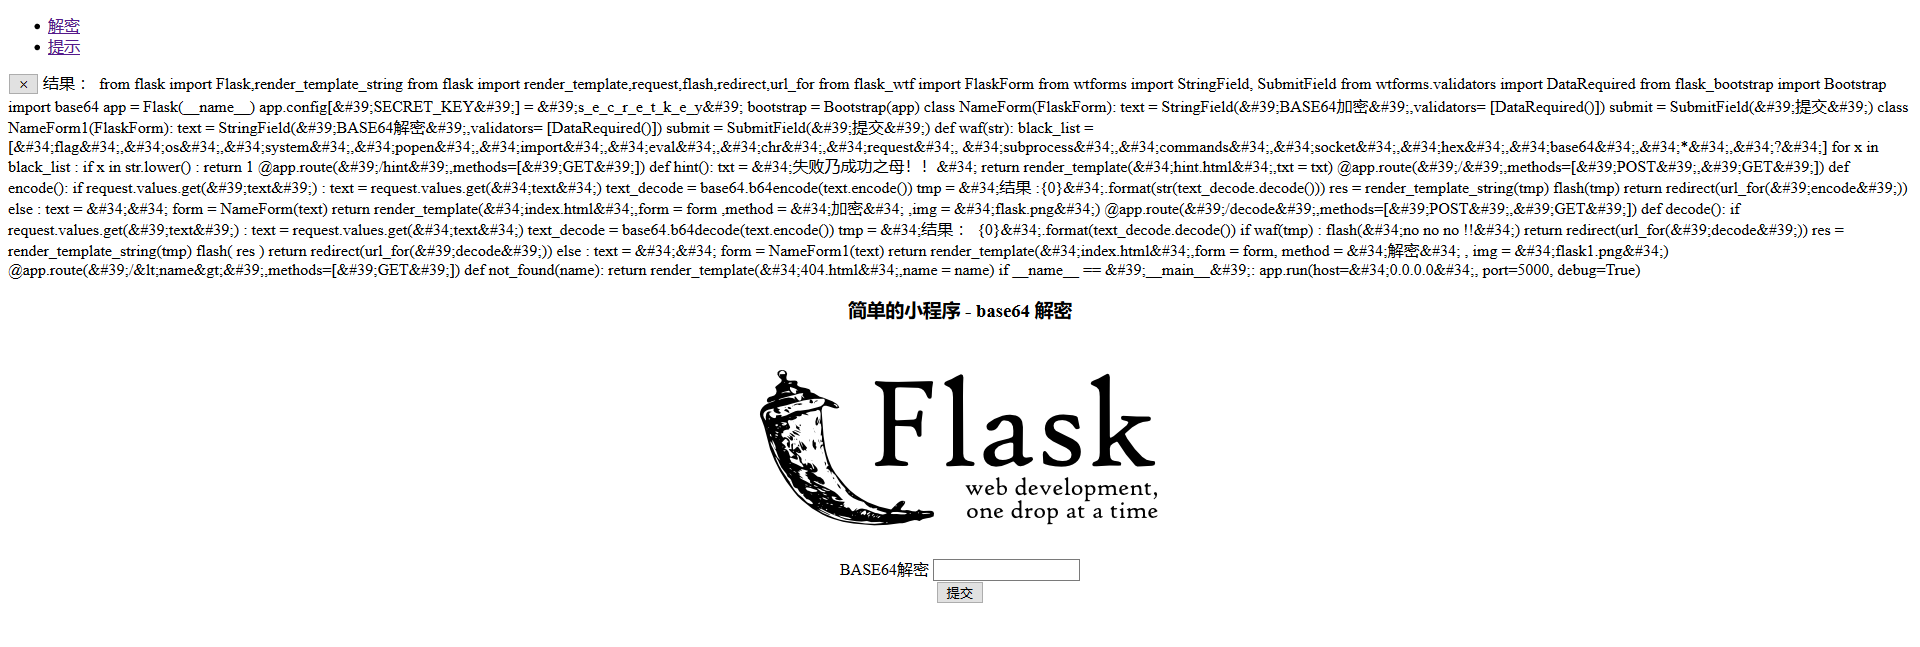 解密
提示
× 结果 ： from flask import Flask,render_template_string from flask import render_template,request,flash,redirect,url_for from flask_wtf import FlaskForm from wtforms import StringField, SubmitField from wtforms.validators import DataRequired from flask_bootstrap import Bootstrap
import base64 app = Flask(__name__) app.config[&#39;SECRET_KEY&#39;] = &#39;s_e_c_r_e_t_k_e_y&#39; bootstrap = Bootstrap(app) class NameForm(FlaskForm): text = StringField(&#39;BASE64加密&#39;,validators= [DataRequired()]) submit = SubmitField(&#39;提交&#39;) class
NameForm1(FlaskForm): text = StringField(&#39;BASE64解密&#39;,validators= [DataRequired()]) submit = SubmitField(&#39;提交&#39;) def waf(str): black_list =
[&#34;flag&#34;,&#34;os&#34;,&#34;system&#34;,&#34;popen&#34;,&#34;import&#34;,&#34;eval&#34;,&#34;chr&#34;,&#34;request&#34;, &#34;subprocess&#34;,&#34;commands&#34;,&#34;socket&#34;,&#34;hex&#34;,&#34;base64&#34;,&#34;*&#34;,&#34;?&#34;] for x in
black_list : if x in str.lower() : return 1 @app.route(&#39;/hint&#39;,methods=[&#39;GET&#39;]) def hint(): txt = &#34;失败乃成功之母！！&#34; return render_template(&#34;hint.html&#34;,txt = txt) @app.route(&#39;/&#39;,methods=[&#39;POST&#39;,&#39;GET&#39;]) def
encode(): if request.values.get(&#39;text&#39;) : text = request.values.get(&#34;text&#34;) text_decode = base64.b64encode(text.encode()) tmp = &#34;结果 :{0}&#34;.format(str(text_decode.decode())) res = render_template_string(tmp) flash(tmp) return redirect(url_for(&#39;encode&#39;))
else : text = &#34;&#34; form = NameForm(text) return render_template(&#34;index.html&#34;,form = form ,method = &#34;加密&#34; ,img = &#34;flask.png&#34;) @app.route(&#39;/decode&#39;,methods=[&#39;POST&#39;,&#39;GET&#39;]) def decode(): if
request.values.get(&#39;text&#39;) : text = request.values.get(&#34;text&#34;) text_decode = base64.b64decode(text.encode()) tmp = &#34;结果 ： {0}&#34;.format(text_decode.decode()) if waf(tmp) : flash(&#34;no no no !!&#34;) return redirect(url_for(&#39;decode&#39;)) res =
render_template_string(tmp) flash( res ) return redirect(url_for(&#39;decode&#39;)) else : text = &#34;&#34; form = NameForm1(text) return render_template(&#34;index.html&#34;,form = form, method = &#34;解密&#34; , img = &#34;flask1.png&#34;)
@app.route(&#39;/&lt;name&gt;&#39;,methods=[&#39;GET&#39;]) def not_found(name): return render_template(&#34;404.html&#34;,name = name) if __name__ == &#39;__main__&#39;: app.run(host=&#34;0.0.0.0&#34;, port=5000, debug=True)
简单的小程序 - base64 解密
Flask
web development,
one drop at a time
BASE64解密
提交